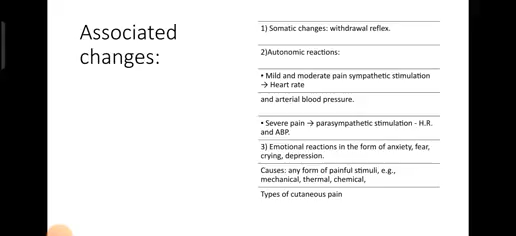 Associated
changes:
1) Somatic changes: withdrawal reflex.
2)Autonomic reactions:
• Mild and moderate pain sympathetic stimulation
→ Heart rate
and arterial blood pressure.
• Severe pain → parasympathetic stimulation - H.R.
and ABP.
3) Emotional reactions in the form of anxiety, fear,
crying, depression.
Causes: any form of painful stimuli, e.g.,
mechanical, thermal, chemical,
Types of cutaneous pain